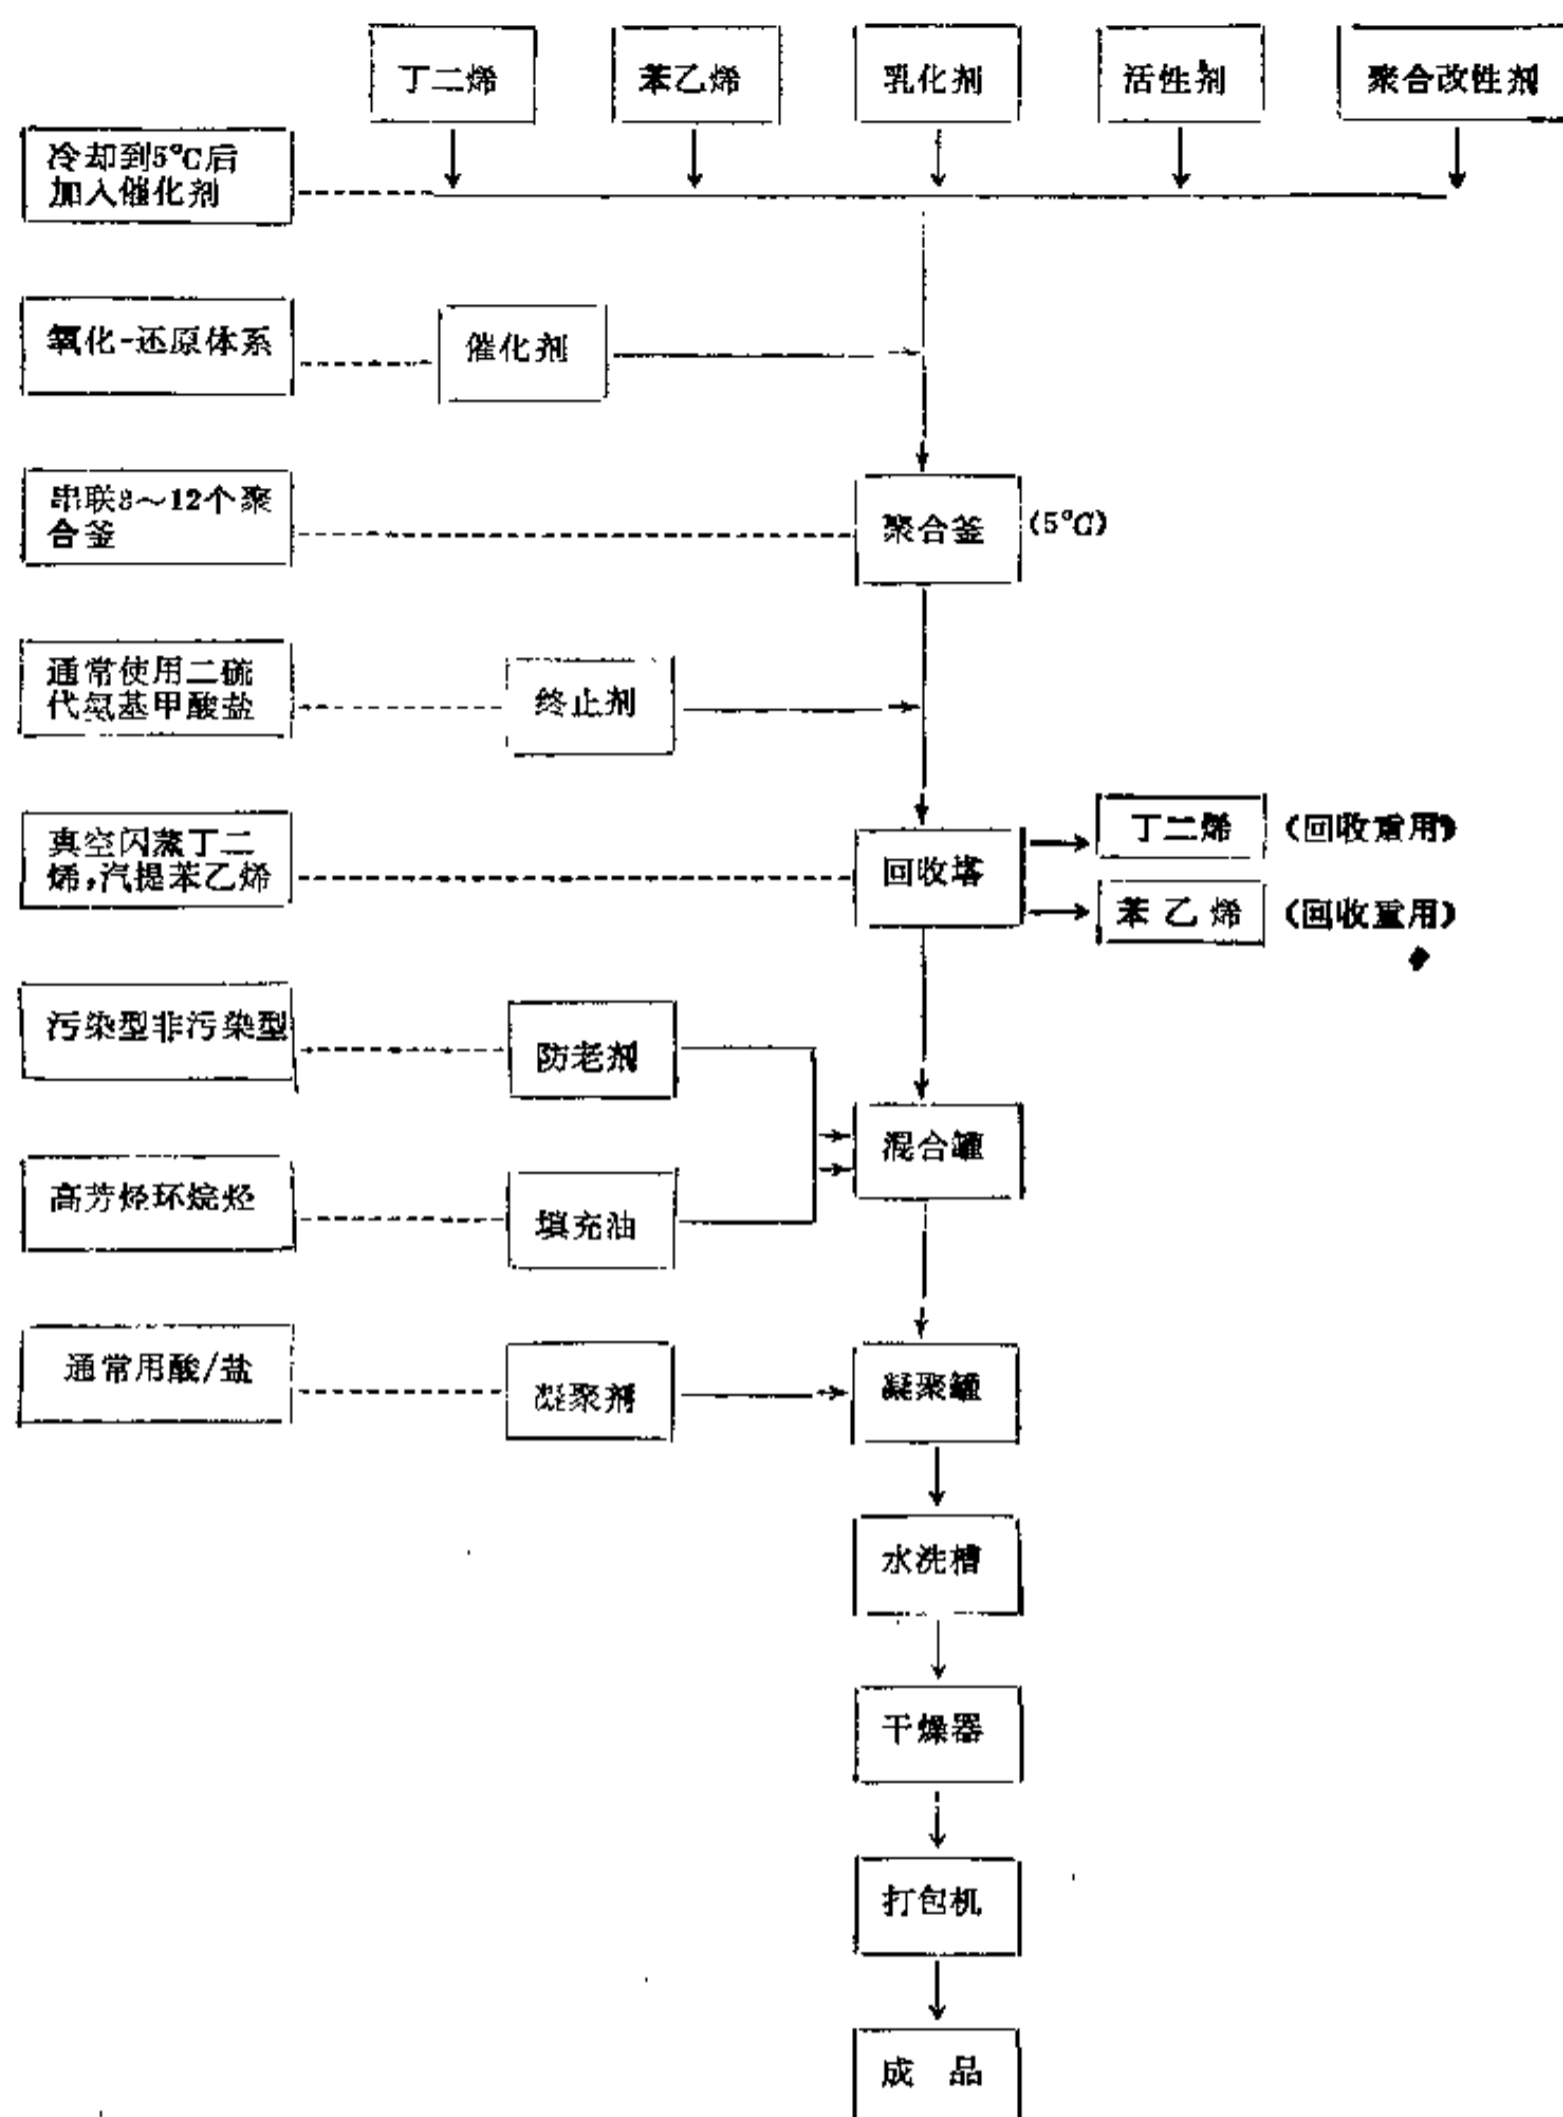 丁二烯
苯乙烯
乳化剂
活性剂
聚合改性剂
冷却到5°C后
加入催化剂
氧化-还原体系
催化剂
串联8～12个聚
合釜
聚合釜
(5°C)
通常使用二硫
代氨基甲酸盐
终止剂
真空闪蒸丁二
烯,汽提苯乙烯
回收塔
丁二烯
(回收重用)
苯乙烯
(回收重用)
污染型非污染型
防老剂
混合罐
高芳烃环烷烃
填充油
通常用酸/盐
凝聚剂
凝聚罐
水洗槽
干燥器
打包机
成 品